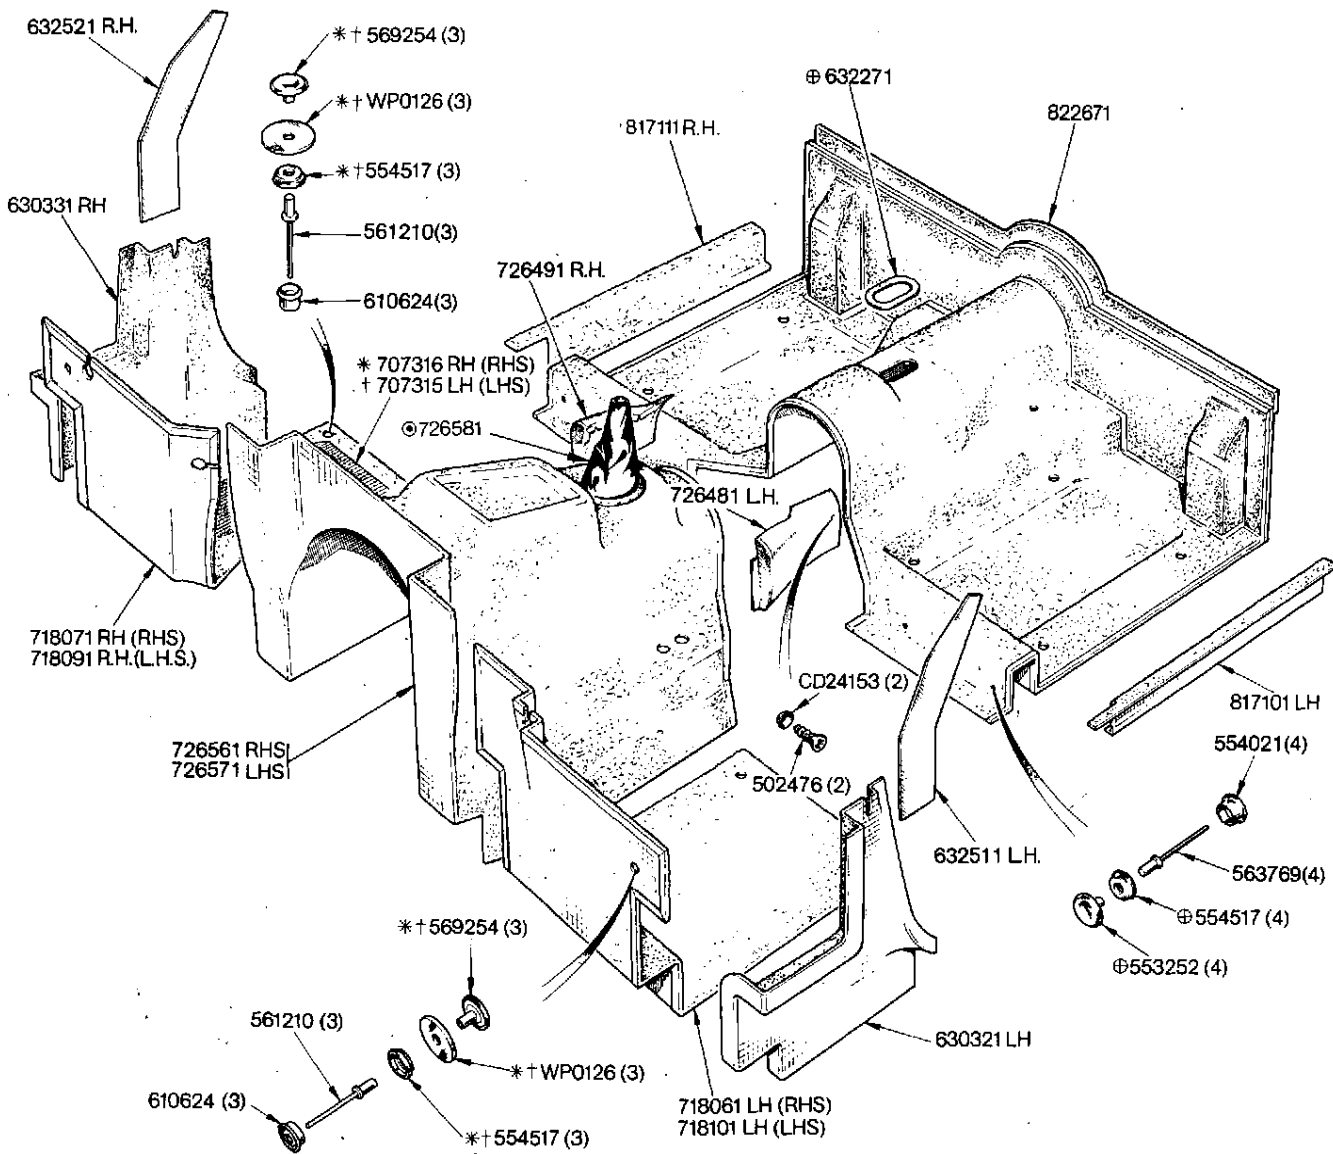 632521 R.H.
*† 569254 (3)
*† WP0126 (3)
*† 554517 (3)
561210(3)
610624(3)
630331 RH
817111 R.H.
⊕ 632271
822671
726491 R.H.
* 707316 RH (RHS)
† 707315 LH (LHS)
⊙726581
726481 L.H.
718071 RH (RHS)
718091 R.H.(L.H.S.)
726561 RHS
726571 LHS
CD24153 (2)
502476 (2)
817101 LH
554021(4)
632511 L.H.
563769(4)
⊕554517 (4)
⊕553252 (4)
*† 569254 (3)
561210 (3)
*† WP0126 (3)
610624 (3)
*† 554517 (3)
630321 LH
718061 LH (RHS)
718101 LH (LHS)